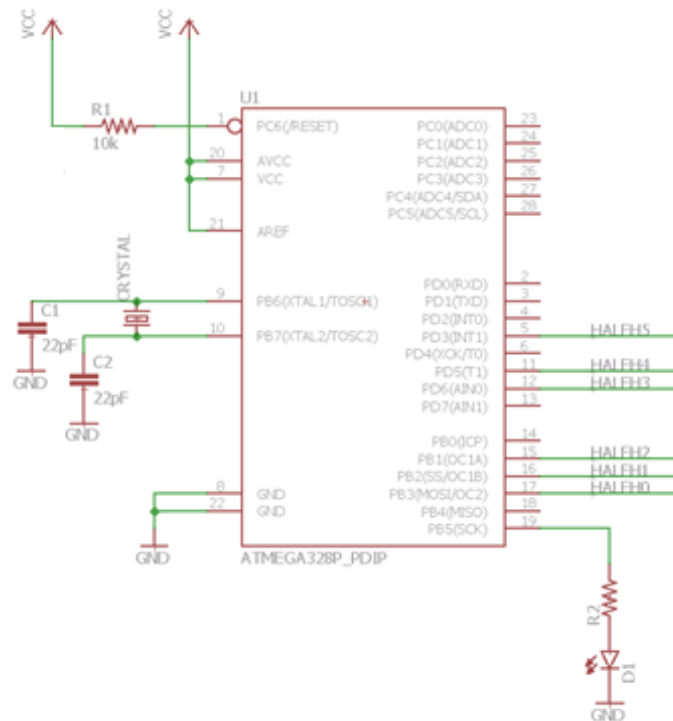 VCC
VCC
U1
R1
10k
1
PC6(/RESET)
PC0(ADC0)
23
PC1(ADC1)
24
20
AVCC
PC2(ADC2)
25
7
VCC
PC3(ADC3)
26
PC4(ADC4/SDA)
27
PC5(ADC5/SCL)
28
21
AREF
CRYSTAL
PD0(RXD)
2
9
PB6(XTAL1/TOSC1)
PD1(TXD)
3
C1
22pF
GND
PD2(INT0)
4
10
PB7(XTAL2/TOSC2)
PD3(INT1)
5
HALFH5
PD4(XCK/T0)
6
C2
22pF
GND
PD5(T1)
11
HALFH4
PD6(AIN0)
12
HALFH3
PD7(AIN1)
13
PB0(ICP)
14
PB1(OC1A)
15
HALFH2
PB2(SS/OC1B)
16
HALFH1
8
GND
PB3(MOSI/OC2)
17
HALFH0
22
GND
PB4(MISO)
18
PB5(SCK)
19
GND
ATMEGA328P_PDIP
R2
D1
GND